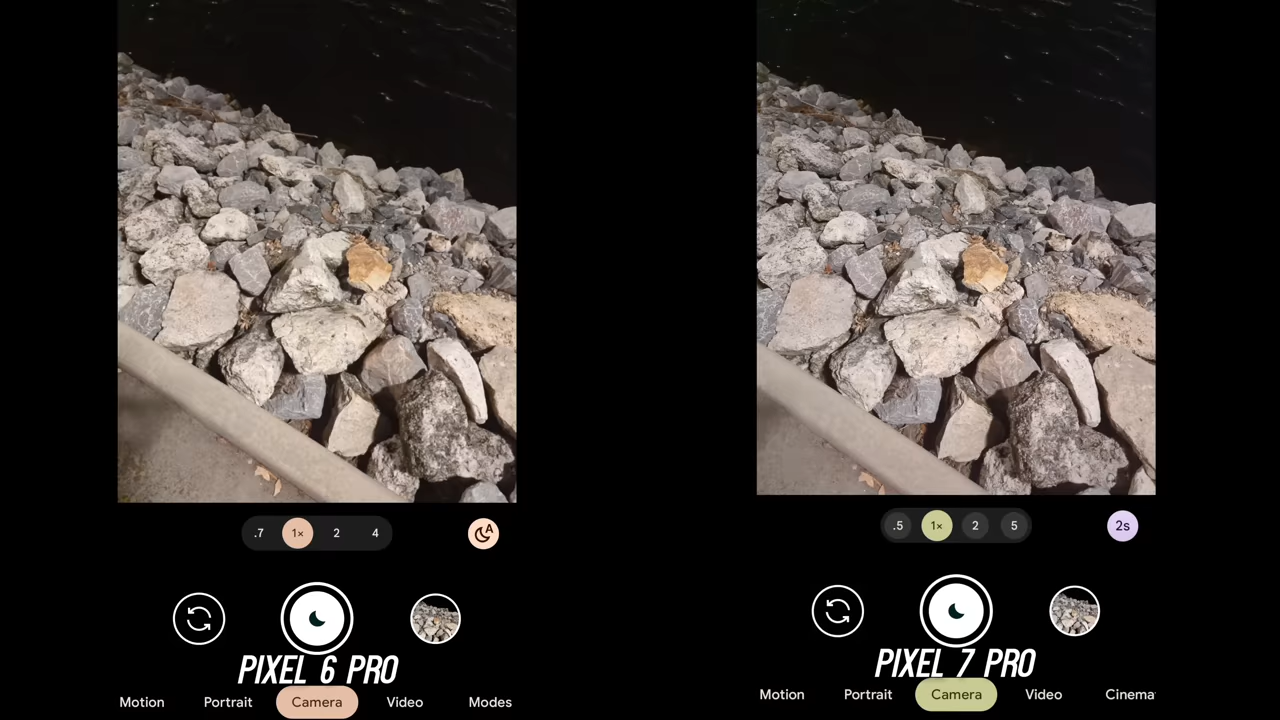 .7 1× 2 4
A
PIXEL 6 PRO
Motion Portrait Camera Video Modes
.5 1× 2 5
2s
PIXEL 7 PRO
Motion Portrait Camera Video Cinema